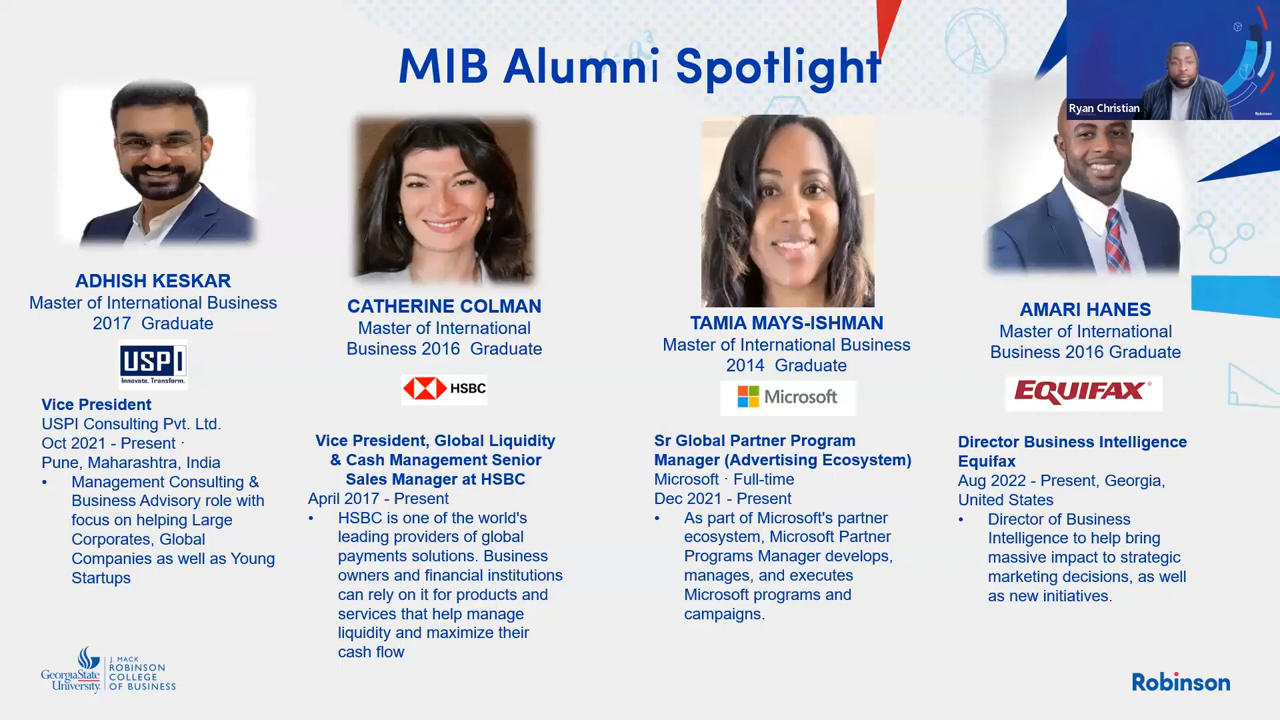 MIB Alumni Spotlight
Ryan Christian
Robinson
ADHISH KESKAR
Master of International Business
2017 Graduate
USPI
Innovate. Transform.
Vice President
USPI Consulting Pvt. Ltd.
Oct 2021 - Present ·
Pune, Maharashtra, India
• Management Consulting &
Business Advisory role with
focus on helping Large
Corporates, Global
Companies as well as Young
Startups
CATHERINE COLMAN
Master of International
Business 2016 Graduate
HSBC
Vice President, Global Liquidity
& Cash Management Senior
Sales Manager at HSBC
April 2017 - Present
• HSBC is one of the world's
leading providers of global
payments solutions. Business
owners and financial institutions
can rely on it for products and
services that help manage
liquidity and maximize their
cash flow
TAMIA MAYS-ISHMAN
Master of International Business
2014 Graduate
Microsoft
Sr Global Partner Program
Manager (Advertising Ecosystem)
Microsoft · Full-time
Dec 2021 - Present
• As part of Microsoft's partner
ecosystem, Microsoft Partner
Programs Manager develops,
manages, and executes
Microsoft programs and
campaigns.
AMARI HANES
Master of International
Business 2016 Graduate
EQUIFAX®
Director Business Intelligence
Equifax
Aug 2022 - Present, Georgia,
United States
• Director of Business
Intelligence to help bring
massive impact to strategic
marketing decisions, as well
as new initiatives.
GeorgiaState
University
J. MACK
ROBINSON
COLLEGE
OF BUSINESS
Robinson